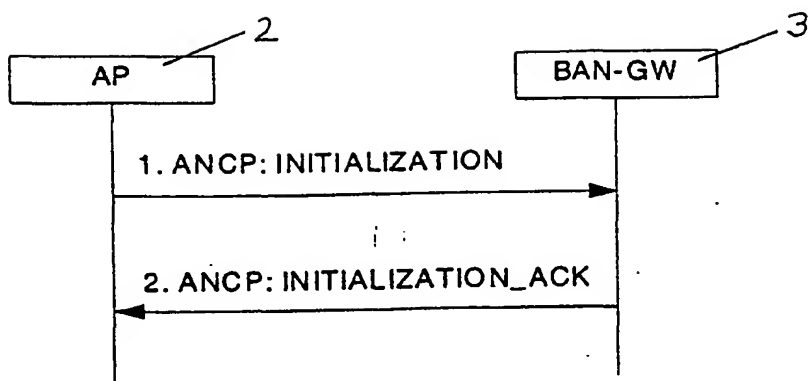 2
3
AP
BAN-GW
1. ANCP: INITIALIZATION
2. ANCP: INITIALIZATION_ACK